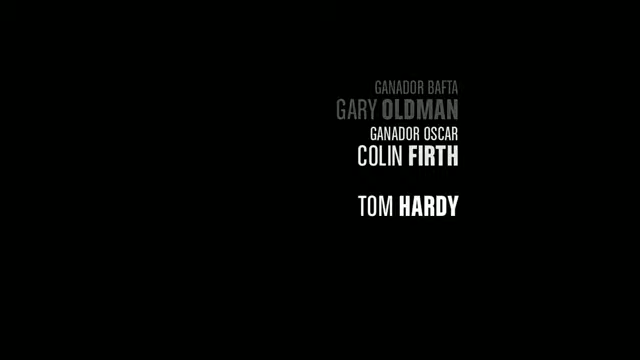 GANADOR BAFTA
GARY OLDMAN
GANADOR OSCAR
COLIN FIRTH
TOM HARDY